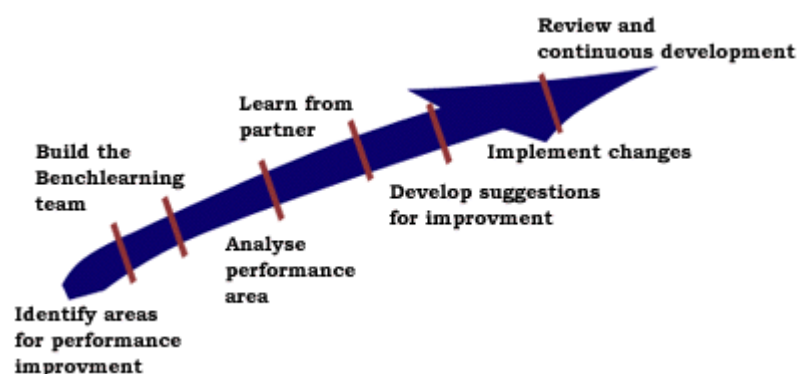 Review and
continuous development
Learn from
partner
Build the
Benchlearning
team
Implement changes
Develop suggestions
for improvment
Analyse
performance
area
Identify areas
for performance
improvment